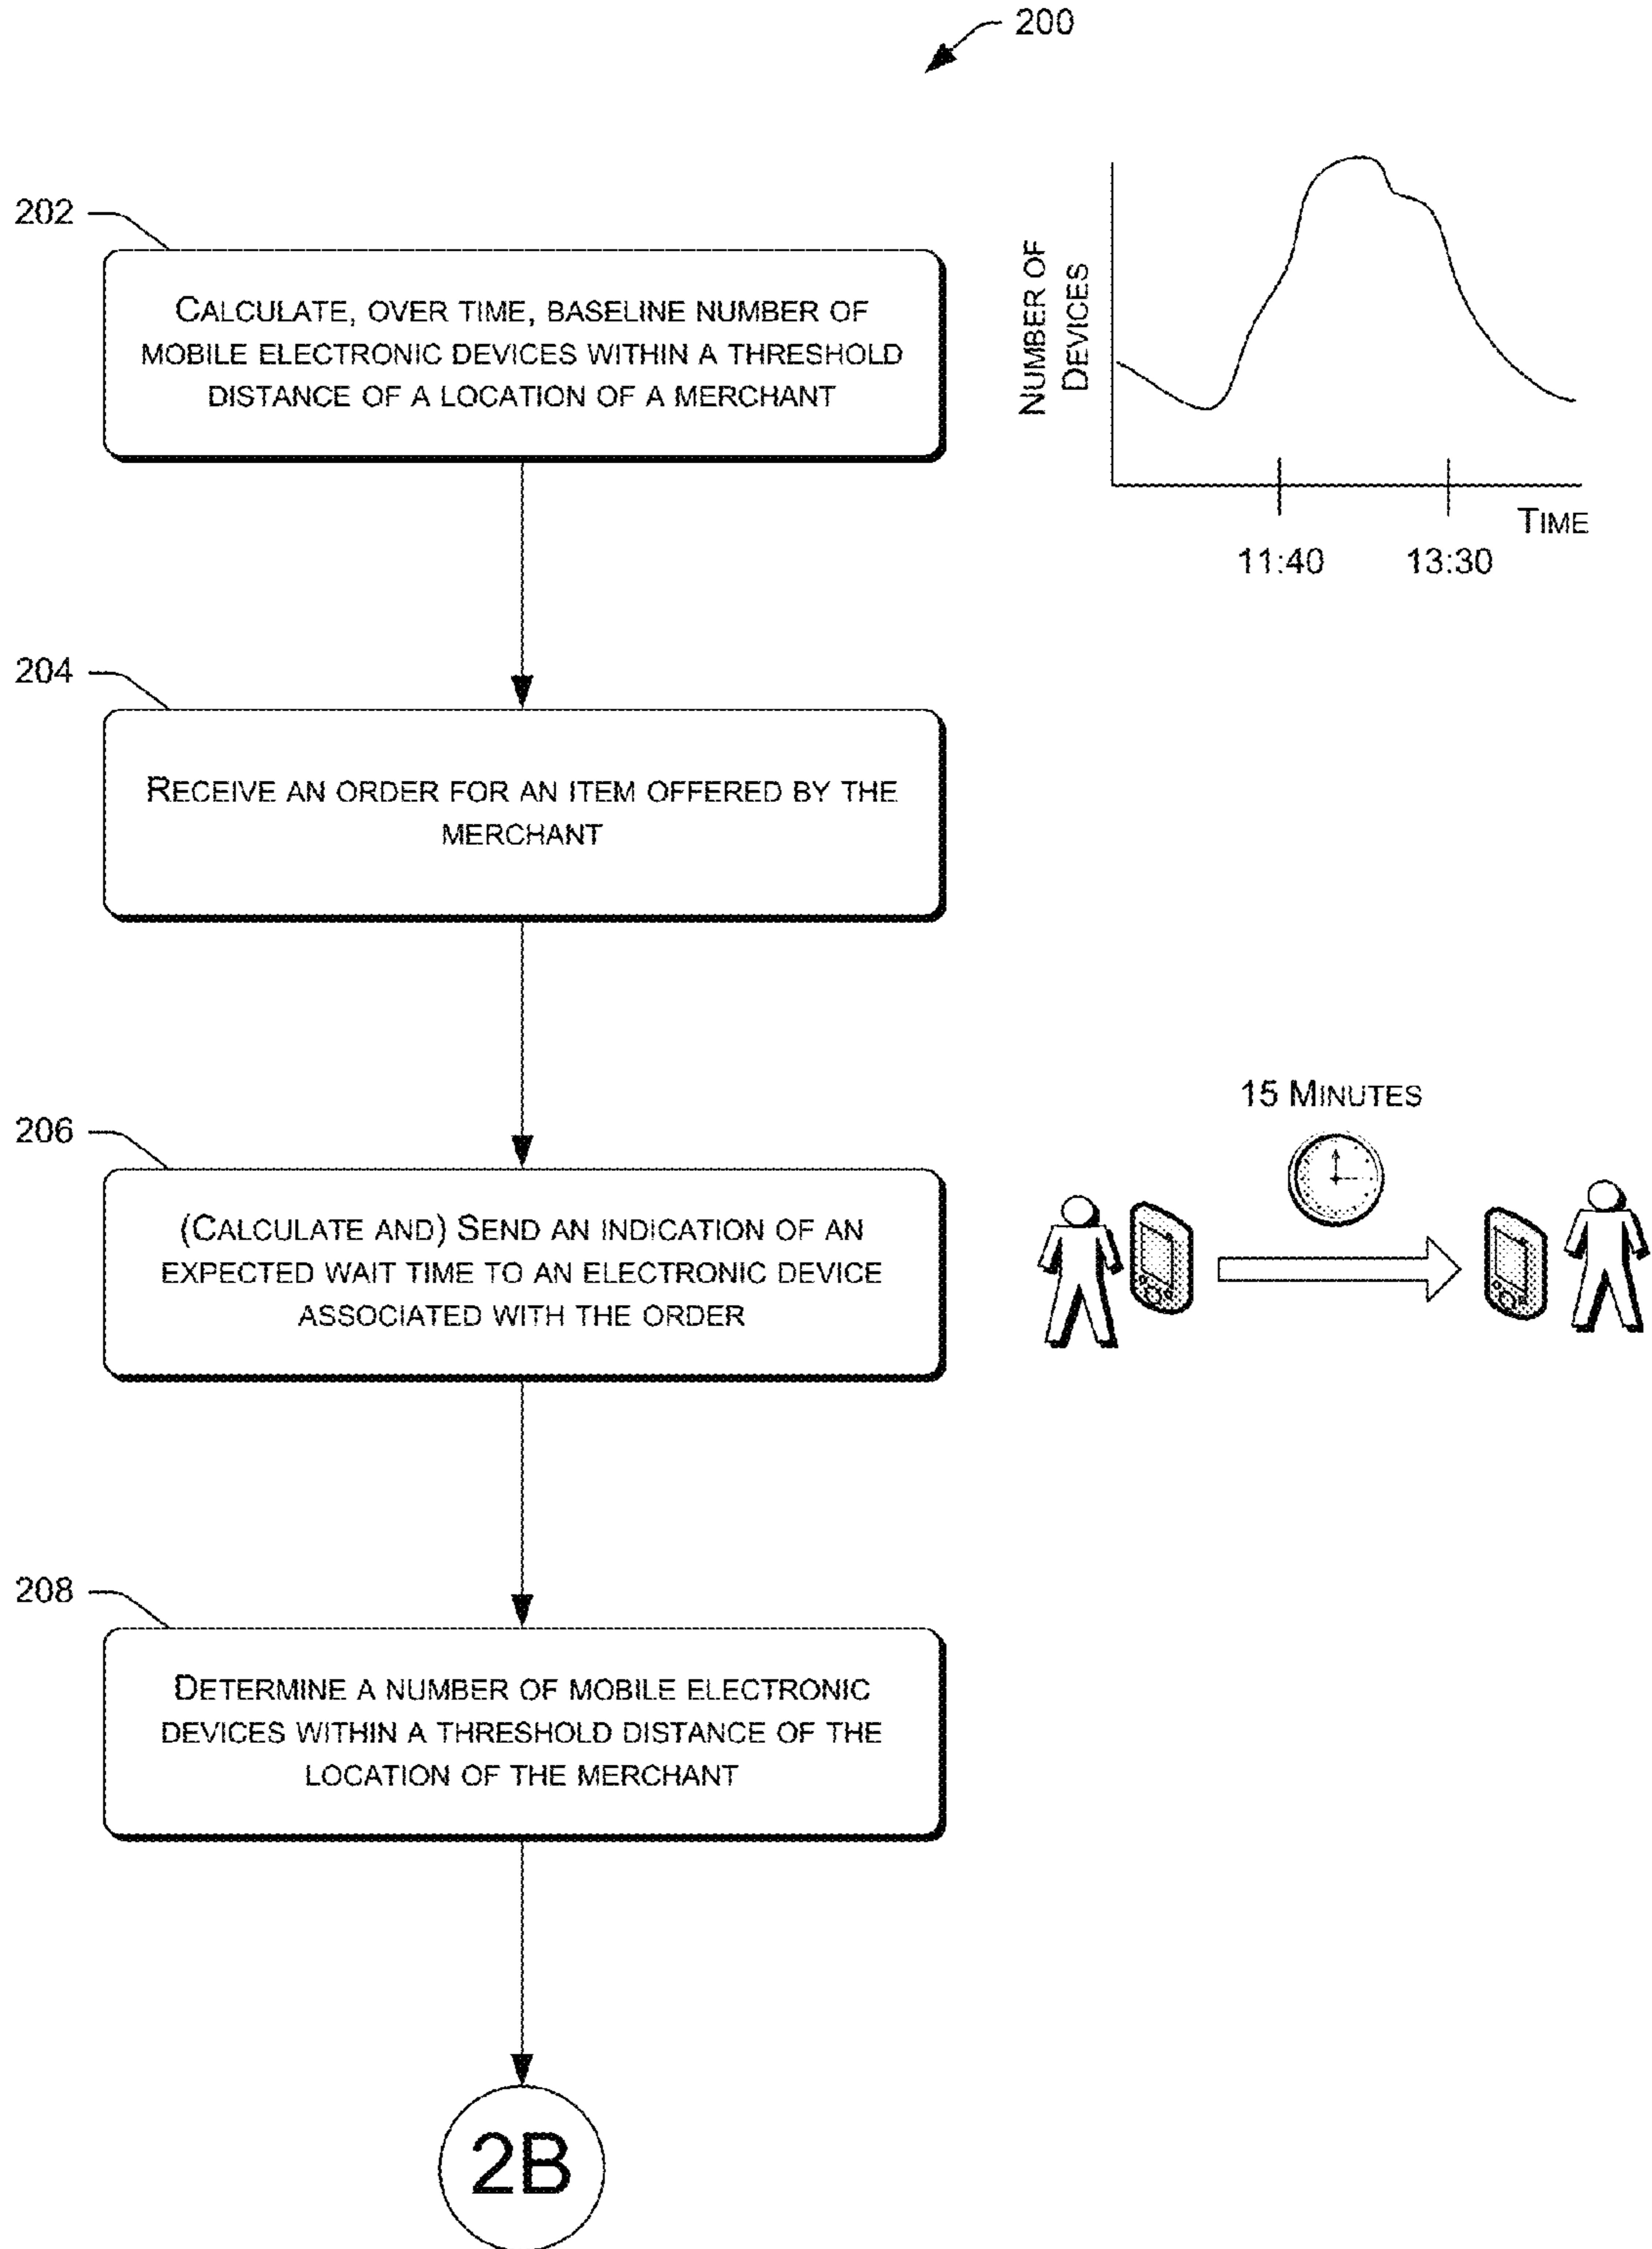 200
202
CALCULATE, OVER TIME, BASELINE NUMBER OF
MOBILE ELECTRONIC DEVICES WITHIN A THRESHOLD
DISTANCE OF A LOCATION OF A MERCHANT
NUMBER OF
DEVICES
TIME
11:40
13:30
204
RECEIVE AN ORDER FOR AN ITEM OFFERED BY THE
MERCHANT
206
(CALCULATE AND) SEND AN INDICATION OF AN
EXPECTED WAIT TIME TO AN ELECTRONIC DEVICE
ASSOCIATED WITH THE ORDER
15 MINUTES
208
DETERMINE A NUMBER OF MOBILE ELECTRONIC
DEVICES WITHIN A THRESHOLD DISTANCE OF THE
LOCATION OF THE MERCHANT
2B